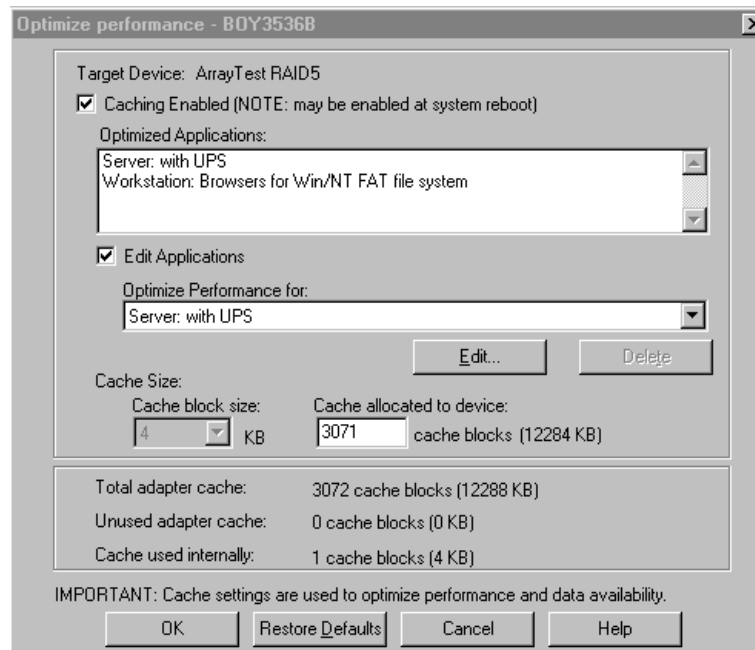 Optimize performance - BOY3536B
Target Device: ArrayTest RAID5
Caching Enabled (NOTE: may be enabled at system reboot)
Optimized Applications:
Server: with UPS
Workstation: Browsers for Win/NT FAT file system
Edit Applications
Optimize Performance for:
Server: with UPS
Edit... Delete
Cache Size:
Cache block size: Cache allocated to device:
4 KB 3071 cache blocks (12284 KB)
Total adapter cache: 3072 cache blocks (12288 KB)
Unused adapter cache: 0 cache blocks (0 KB)
Cache used internally: 1 cache blocks (4 KB)
IMPORTANT: Cache settings are used to optimize performance and data availability.
OK Restore Defaults Cancel Help